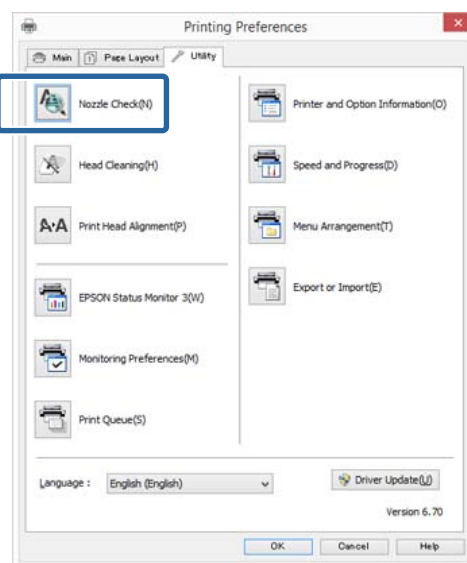 Printing Preferences
Main
Page Layout
Utility
Nozzle Check(N)
Head Cleaning(H)
Print Head Alignment(P)
EPSON Status Monitor 3(W)
Monitoring Preferences(M)
Print Queue(S)
Printer and Option Information(O)
Speed and Progress(D)
Menu Arrangement(T)
Export or Import(E)
Language :
English (English)
Driver Update(U)
Version 6.70
OK
Cancel
Help